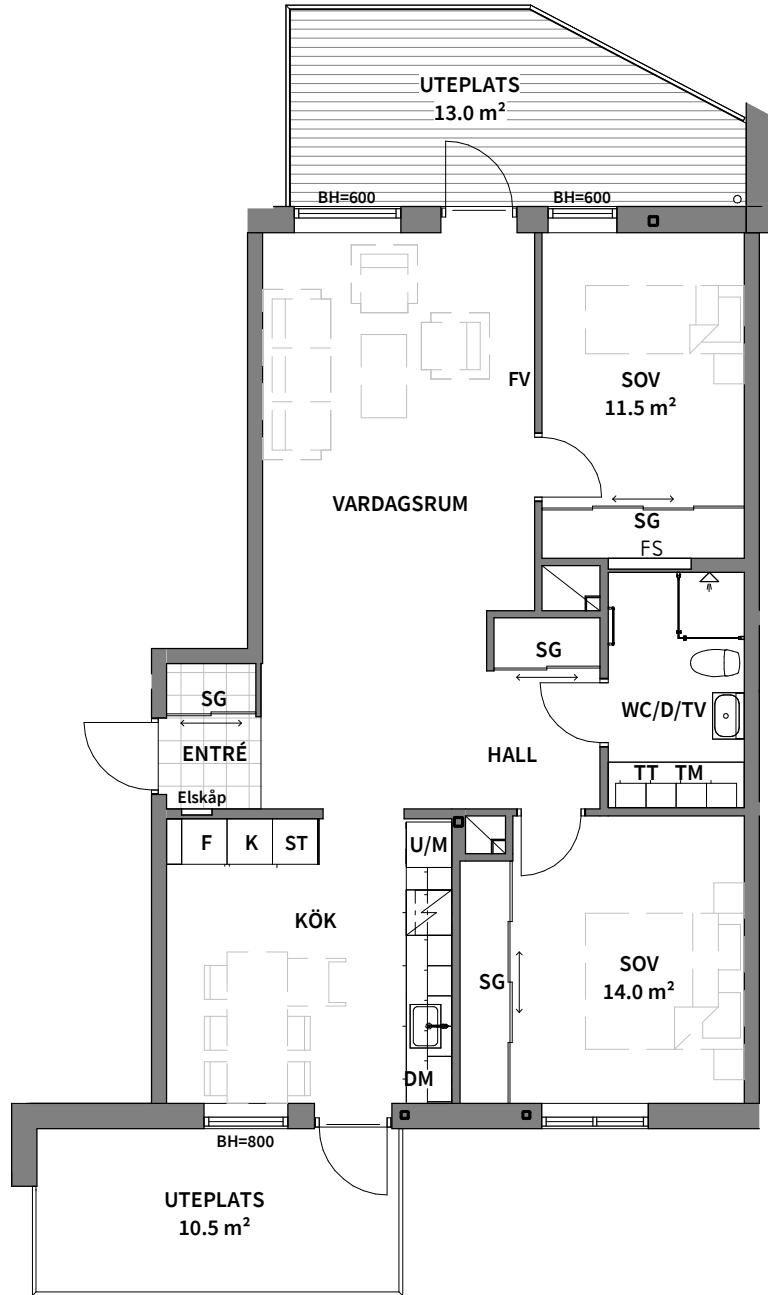 UTEPLATS
13.0 m²
BH=600
BH=600
FV
SOV
11.5 m²
VARDAGSRUM
SG
FS
SG
SG
WC/D/TV
ENTRÉ
HALL
TT TM
Elskåp
F K ST
U/M
KÖK
SOV
14.0 m²
SG
DM
BH=800
UTEPLATS
10.5 m²